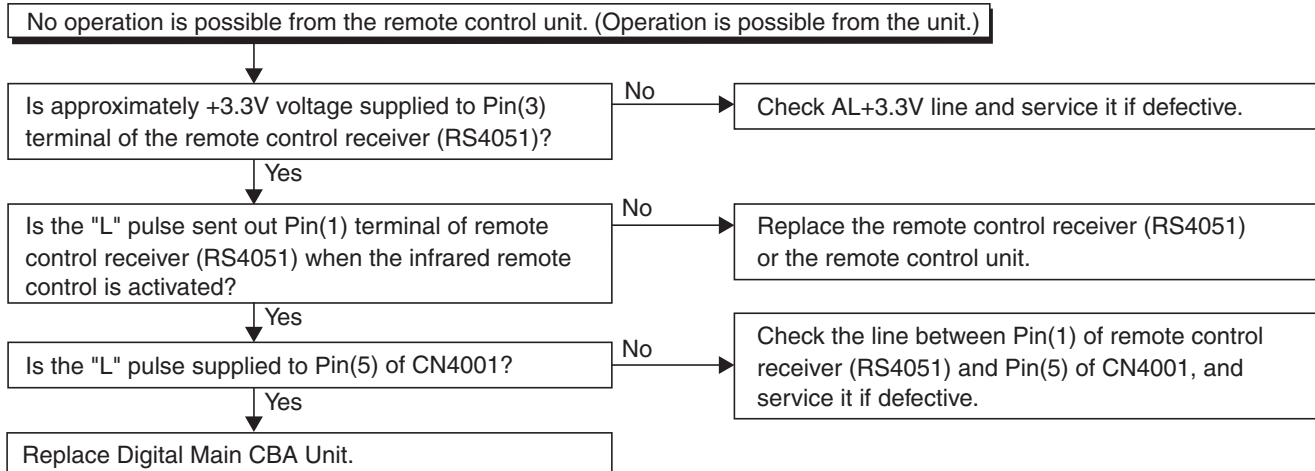 No operation is possible from the remote control unit. (Operation is possible from the unit.)
Is approximately +3.3V voltage supplied to Pin(3)
terminal of the remote control receiver (RS4051)?
No
Check AL+3.3V line and service it if defective.
Yes
Is the "L" pulse sent out Pin(1) terminal of remote
control receiver (RS4051) when the infrared remote
control is activated?
No
Replace the remote control receiver (RS4051)
or the remote control unit.
Yes
Is the "L" pulse supplied to Pin(5) of CN4001?
No
Check the line between Pin(1) of remote control
receiver (RS4051) and Pin(5) of CN4001, and
service it if defective.
Yes
Replace Digital Main CBA Unit.